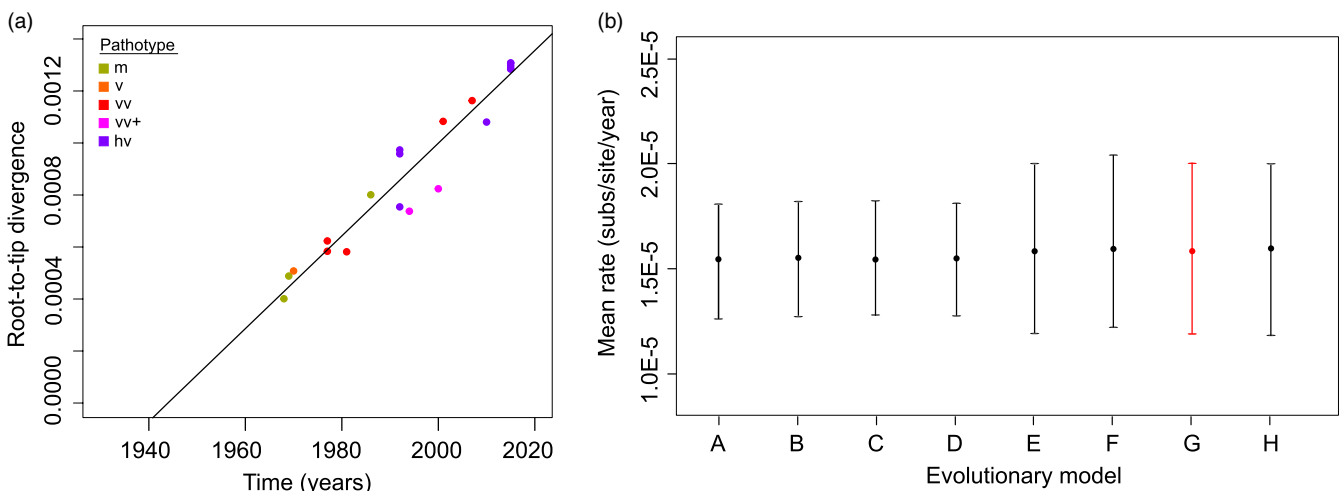 (a)
Pathotype
m
v
vv
vv+
hv
Root-to-tip divergence
0.0012
0.0008
0.0004
0.0000
1940 1960 1980 2000 2020
Time (years)
(b)
Mean rate (subs/site/year)
2.5E-5
2.0E-5
1.5E-5
1.0E-5
A B C D E F G H
Evolutionary model